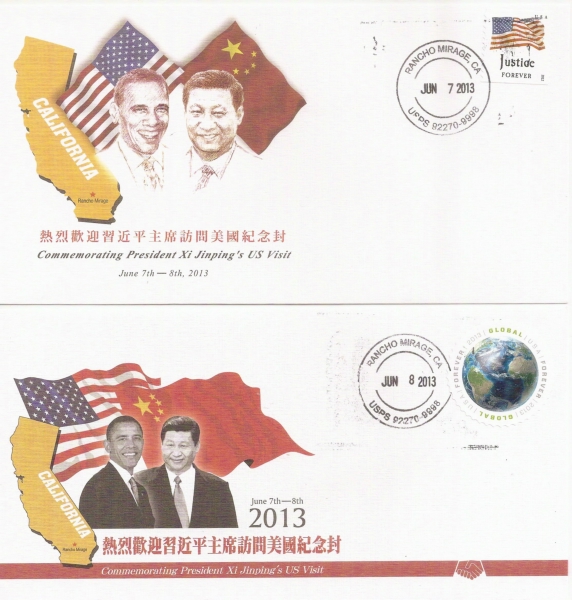 RANCHO MIRAGE, CA
JUN 7 2013
USPS 92270-9998
USA
Justice
FOREVER
CALIFORNIA
Rancho Mirage
熱烈歡迎習近平主席訪問美國紀念封
Commemorating President Xi Jinping's US Visit
June 7th — 8th, 2013
RANCHO MIRAGE, CA
JUN 8 2013
USPS 92270-9998
GLOBAL
FOREVER
2013
GLOBAL
USA
FOREVER
2013
CALIFORNIA
Rancho Mirage
June 7th—8th
2013
熱烈歡迎習近平主席訪問美國紀念封
Commemorating President Xi Jinping's US Visit